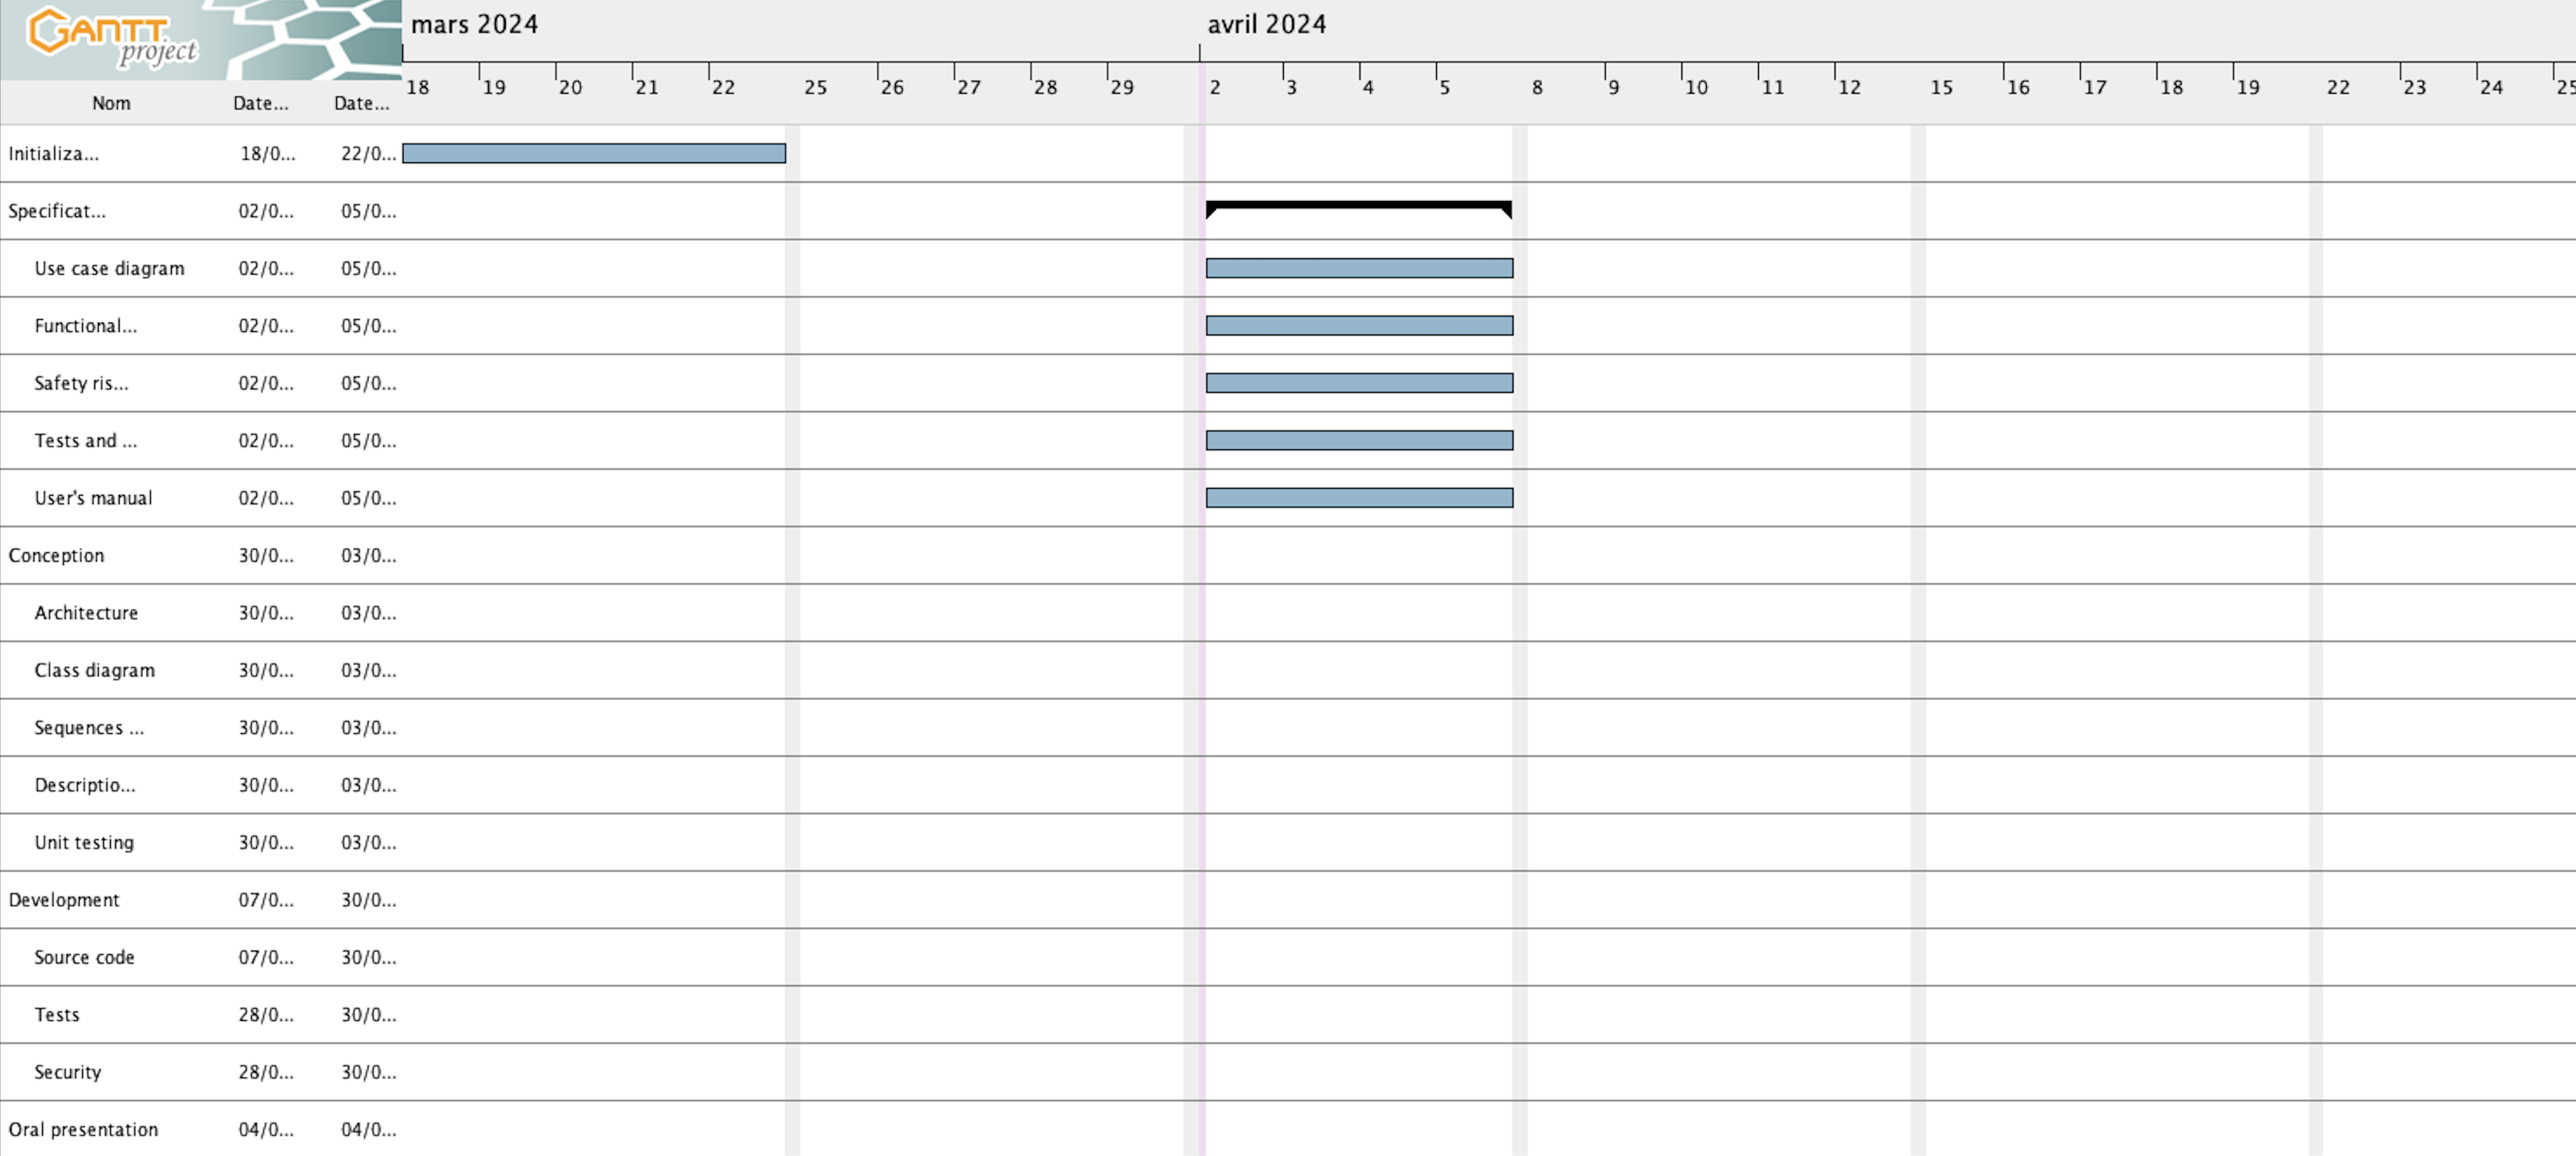 GANTT project
mars 2024 avril 2024
18 19 20 21 22 25 26 27 28 29 2 3 4 5 8 9 10 11 12 15 16 17 18 19 22 23 24 25
Nom Date... Date...
Initializa... 18/0... 22/0...
Specificat... 02/0... 05/0...
Use case diagram 02/0... 05/0...
Functional... 02/0... 05/0...
Safety ris... 02/0... 05/0...
Tests and ... 02/0... 05/0...
User's manual 02/0... 05/0...
Conception 30/0... 03/0...
Architecture 30/0... 03/0...
Class diagram 30/0... 03/0...
Sequences ... 30/0... 03/0...
Descriptio... 30/0... 03/0...
Unit testing 30/0... 03/0...
Development 07/0... 30/0...
Source code 07/0... 30/0...
Tests 28/0... 30/0...
Security 28/0... 30/0...
Oral presentation 04/0... 04/0...